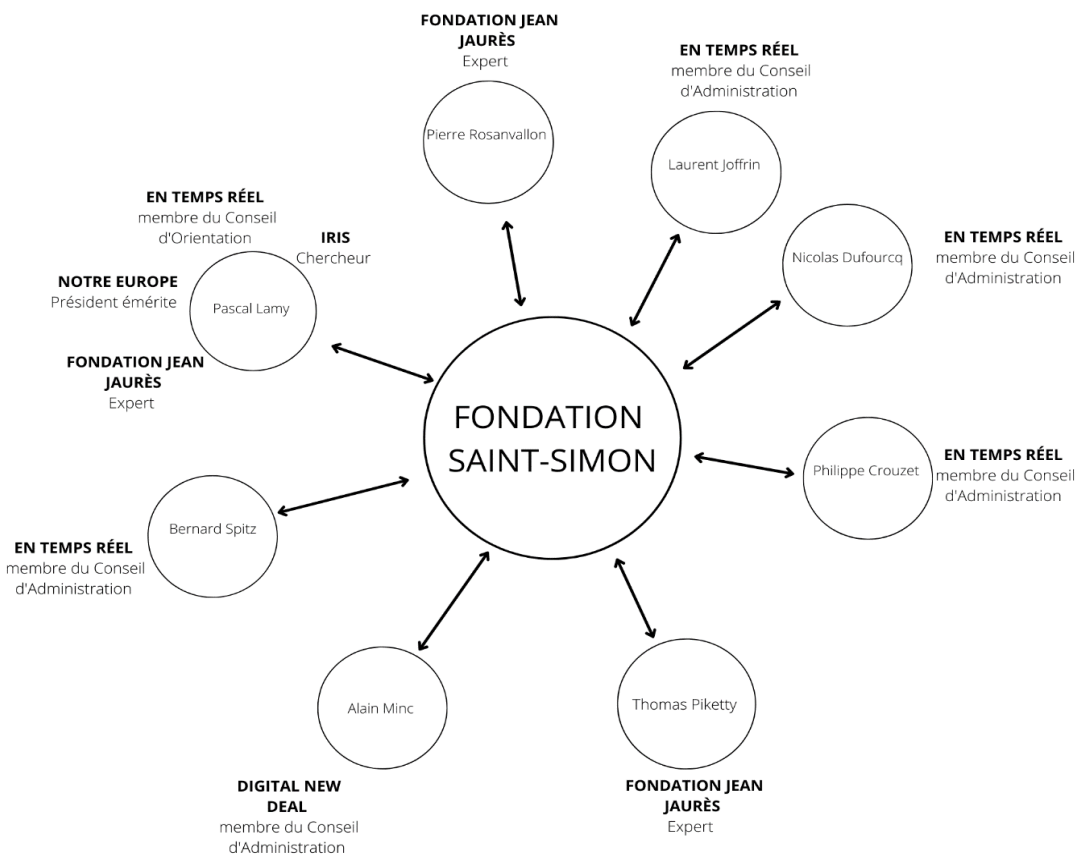 FONDATION JEAN
JAURÈS
Expert
Pierre Rosanvallon
EN TEMPS RÉEL
membre du Conseil
d'Administration
Laurent Joffrin
EN TEMPS RÉEL
membre du Conseil
d'Orientation
IRIS
Chercheur
NOTRE EUROPE
Président émérite
Pascal Lamy
FONDATION JEAN
JAURÈS
Expert
Nicolas Dufourcq
EN TEMPS RÉEL
membre du Conseil
d'Administration
FONDATION
SAINT-SIMON
Philippe Crouzet
EN TEMPS RÉEL
membre du Conseil
d'Administration
Bernard Spitz
EN TEMPS RÉEL
membre du Conseil
d'Administration
Alain Minc
DIGITAL NEW
DEAL
membre du Conseil
d'Administration
Thomas Piketty
FONDATION JEAN
JAURÈS
Expert